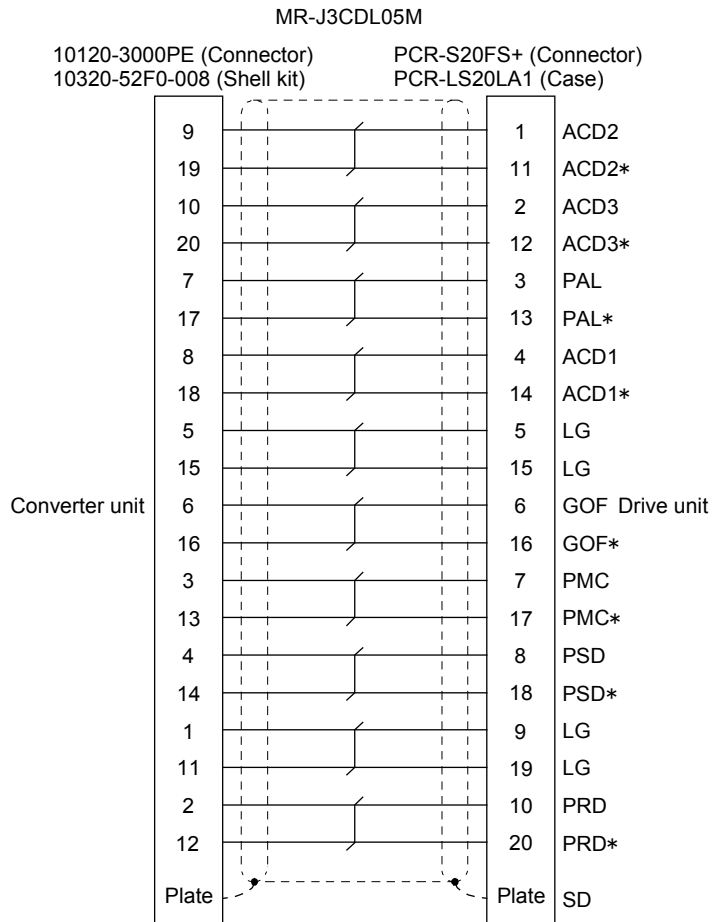 MR-J3CDL05M
10120-3000PE (Connector) PCR-S20FS+ (Connector)
10320-52F0-008 (Shell kit) PCR-LS20LA1 (Case)
9 1 ACD2
19 11 ACD2*
10 2 ACD3
20 12 ACD3*
7 3 PAL
17 13 PAL*
8 4 ACD1
18 14 ACD1*
5 5 LG
15 15 LG
Converter unit 6 6 GOF Drive unit
16 16 GOF*
3 7 PMC
13 17 PMC*
4 8 PSD
14 18 PSD*
1 9 LG
11 19 LG
2 10 PRD
12 20 PRD*
Plate Plate SD